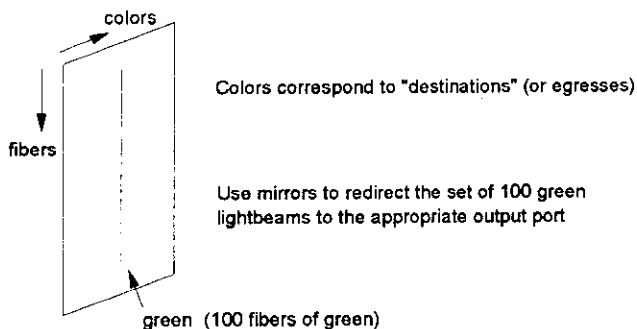 colors
Colors correspond to "destinations" (or egresses)
fibers
Use mirrors to redirect the set of 100 green
lightbeams to the appropriate output port
green (100 fibers of green)